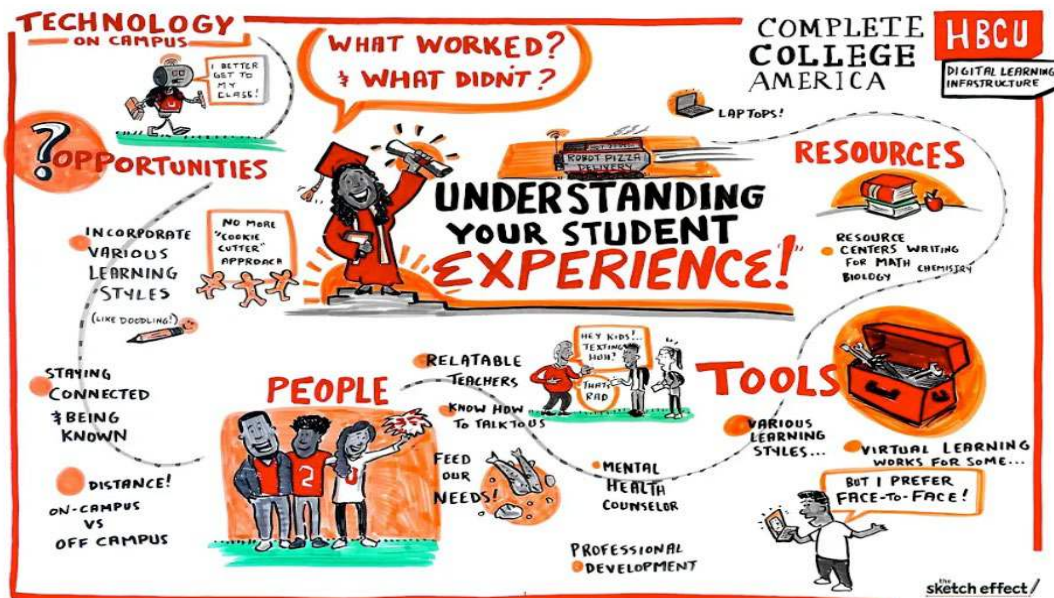 TECHNOLOGY
ON CAMPUS
I BETTER
GET TO
MY
CLASS!
WHAT WORKED?
& WHAT DIDN'T?
COMPLETE
COLLEGE
AMERICA
HBCU
DIGITAL LEARNING
INFASTRUCTURE
LAPTOPS!
ROBOT PIZZA
DELIVERY
UNDERSTANDING
YOUR STUDENT
EXPERIENCE!
RESOURCES
RESOURCE
CENTERS WRITING
FOR MATH CHEMISTRY
BIOLOGY
?
OPPORTUNITIES
INCORPORATE
VARIOUS
LEARNING
STYLES
(LIKE DOODLING!)
NO MORE
"COOKIE
CUTTER"
APPROACH
STAYING
CONNECTED
& BEING
KNOWN
DISTANCE!
ON-CAMPUS
VS
OFF CAMPUS
PEOPLE
2
U
RELATABLE
TEACHERS
KNOW HOW
TO TALK TO US
HEY KIDS!...
TEXTING
HUH?
THATS
RAD
FEED
OUR
NEEDS!
MENTAL
HEALTH
COUNSELOR
PROFESSIONAL
DEVELOPMENT
TOOLS
VARIOUS
LEARNING
STYLES...
VIRTUAL LEARNING
WORKS FOR SOME...
BUT I PREFER
FACE-TO-FACE!
the
sketch effect/